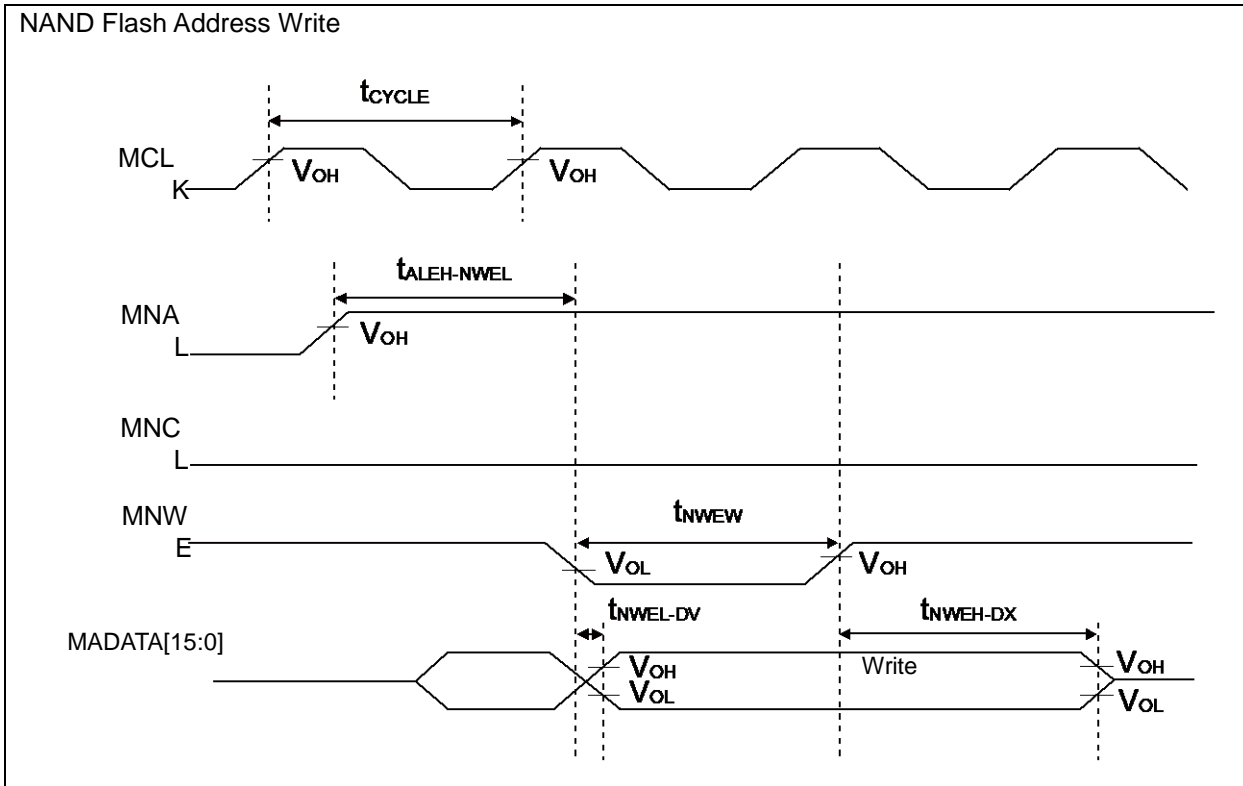 NAND Flash Address Write
tCYCLE
MCL
K
VOH
VOH
tALEH-NWEL
MNA
L
VOH
MNC
L
MNW
E
tNWEW
VOL
VOH
tNWEL-DV
tNWEH-DX
MADATA[15:0]
VOH
Write
VOH
VOL
VOL